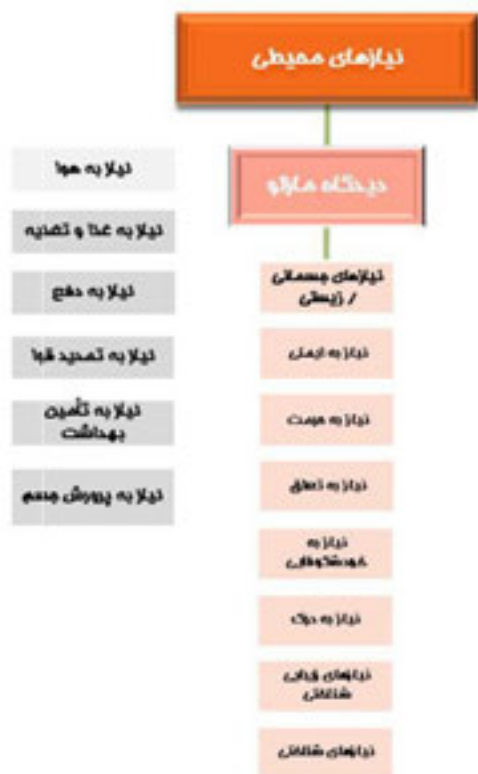 نیازهای محیطی
دیدگاه مازلو
نیازهای جسمانی
/ زیستی
نیاز به ایمنی
نیاز به حرمت
نیاز به تعلق
نیاز به
خودشکوفایی
نیاز به درک
نیازهای زیبایی
شناختی
نیازهای شناختی
نیاز به هوا
نیاز به غذا و تغذیه
نیاز به دفع
نیاز به تمدید قوا
نیاز به تأمین
بهداشت
نیاز به پرورش جسم